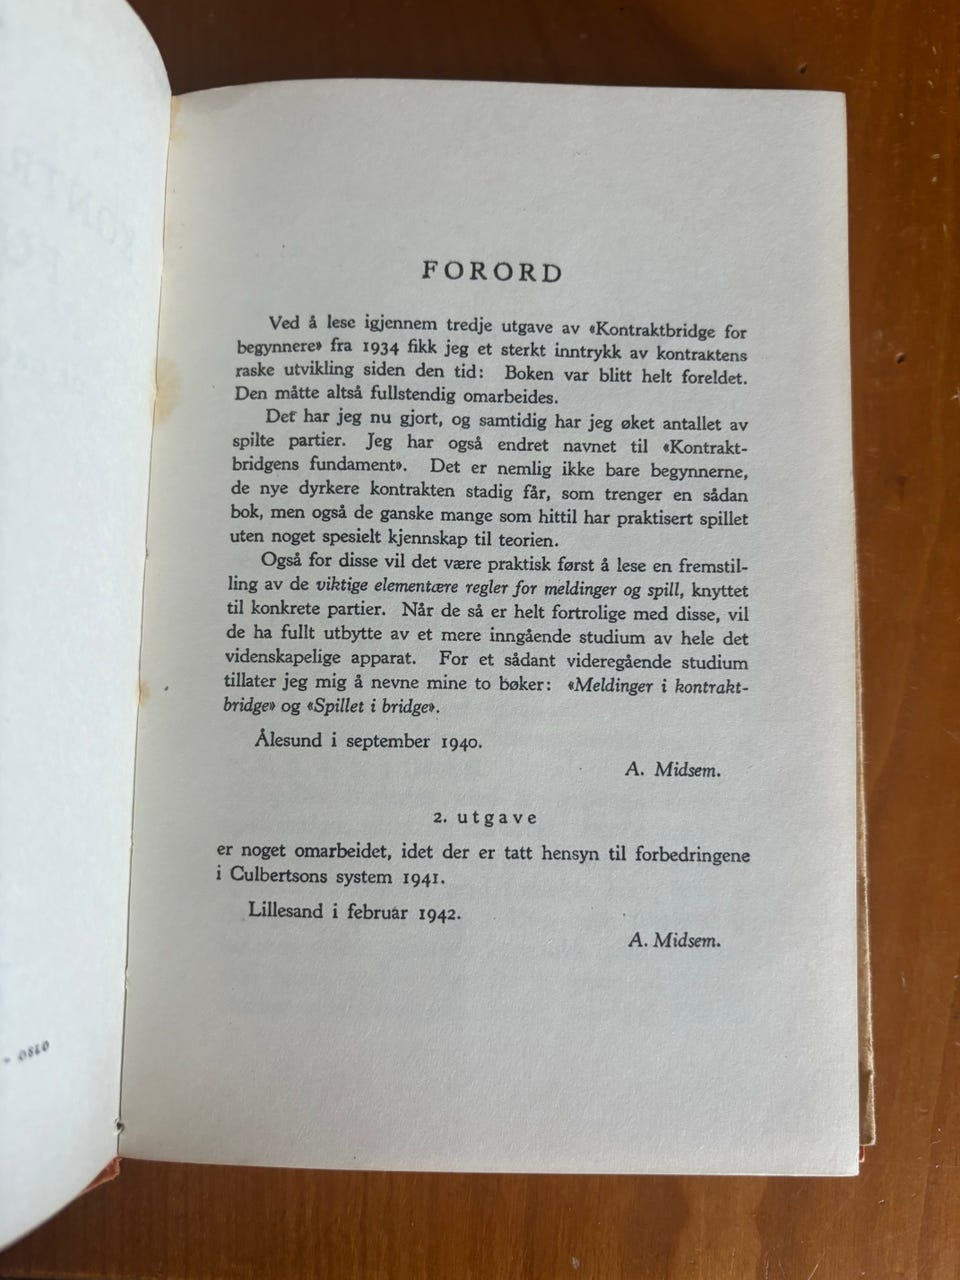 FORORD
Ved å lese igjennem tredje utgave av «Kontraktbridge for
begynnere» fra 1934 fikk jeg et sterkt inntrykk av kontraktens
raske utvikling siden den tid: Boken var blitt helt foreldet.
Den måtte altså fullstendig omarbeides.
Det har jeg nu gjort, og samtidig har jeg øket antallet av
spilte partier. Jeg har også endret navnet til «Kontrakt-
bridgens fundament». Det er nemlig ikke bare begynnerne,
de nye dyrkere kontrakten stadig får, som trenger en sådan
bok, men også de ganske mange som hittil har praktisert spillet
uten noget spesielt kjennskap til teorien.
Også for disse vil det være praktisk først å lese en fremstil-
ling av de viktige elementære regler for meldinger og spill, knyttet
til konkrete partier. Når de så er helt fortrolige med disse, vil
de ha fullt utbytte av et mere inngående studium av hele det
videnskapelige apparat. For et sådant videregående studium
tillater jeg mig å nevne mine to bøker: «Meldinger i kontrakt-
bridge» og «Spillet i bridge».
Ålesund i september 1940.
A. Midsem.
2. utgave
er noget omarbeidet, idet der er tatt hensyn til forbedringene
i Culbertsons system 1941.
Lillesand i februar 1942.
A. Midsem.
- OSLO